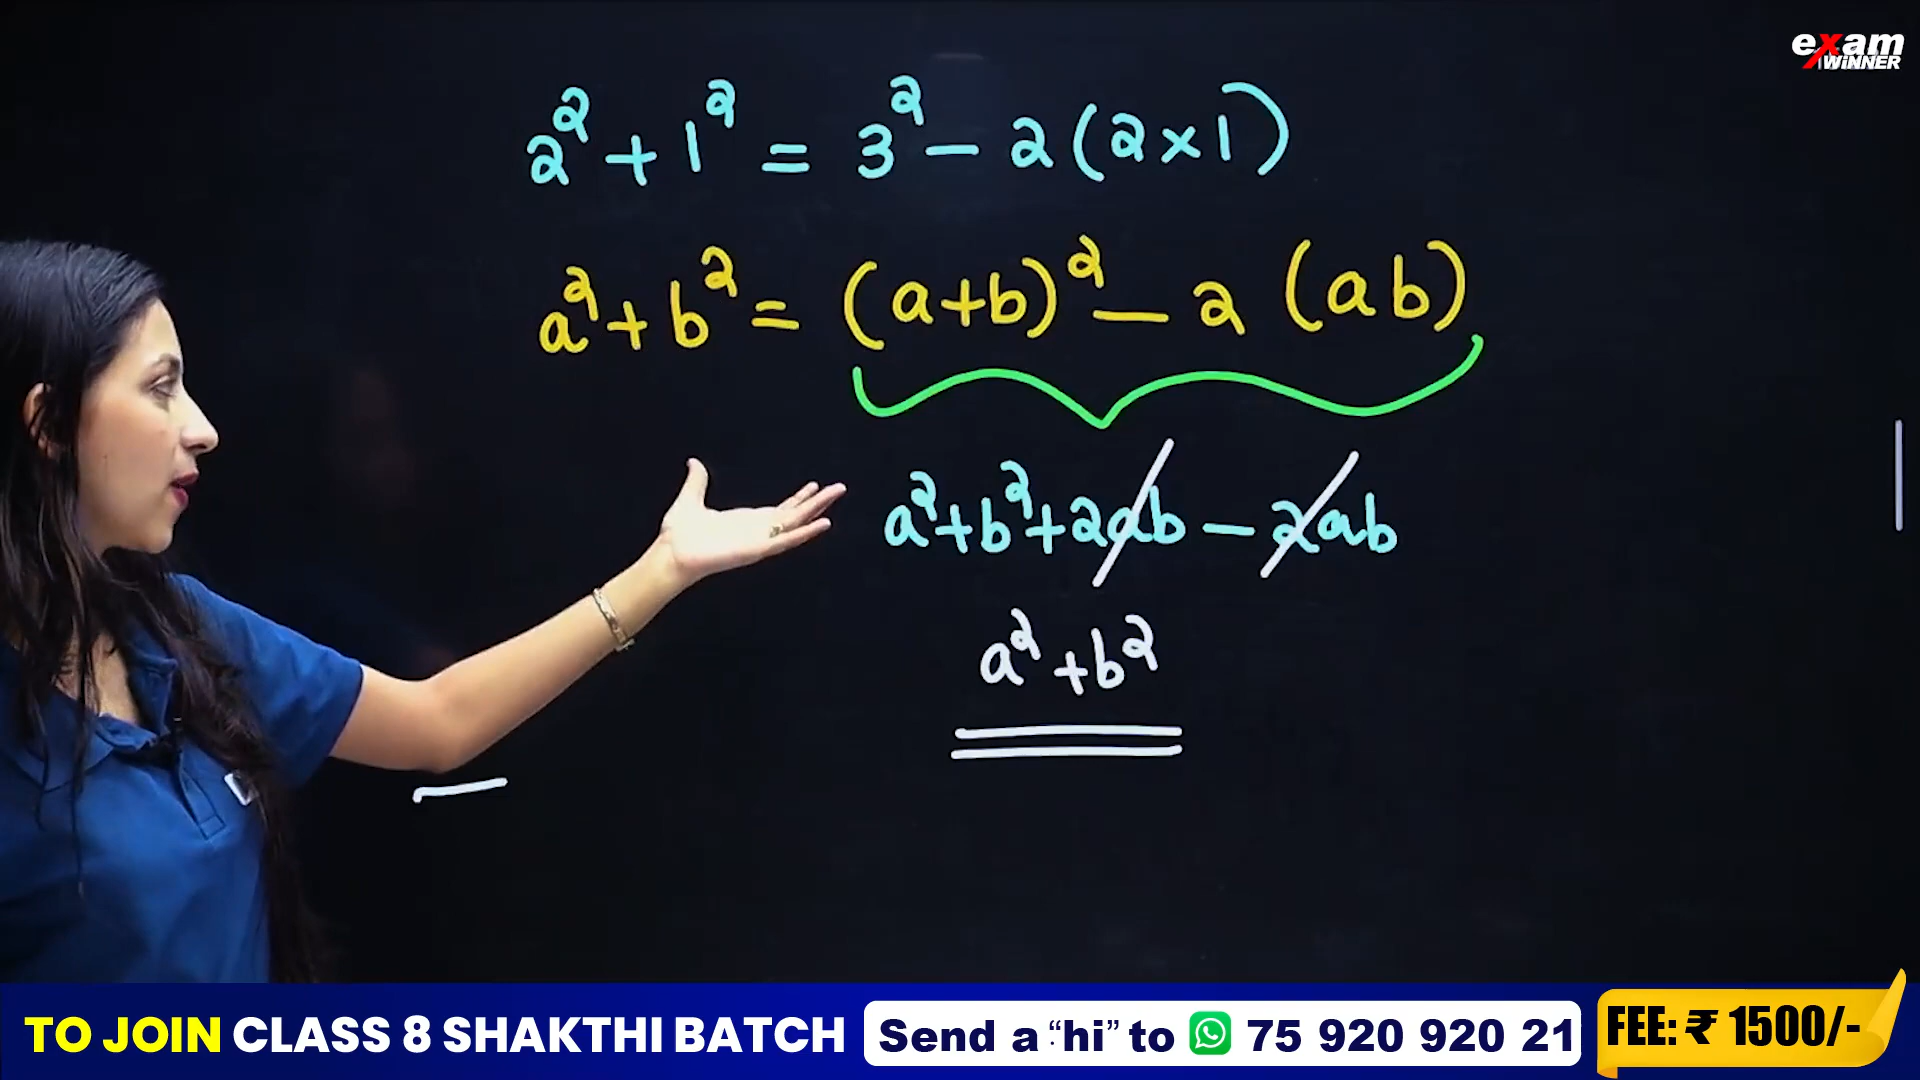 exam
WINNER
2² + 1² = 3² - 2 (2 × 1)
a² + b² = (a+b)² - 2 (ab)
a² + b² + 2ab - 2ab
a² + b²
TO JOIN CLASS 8 SHAKTHI BATCH
Send a “hi” to 75 920 920 21
FEE: ₹ 1500/-